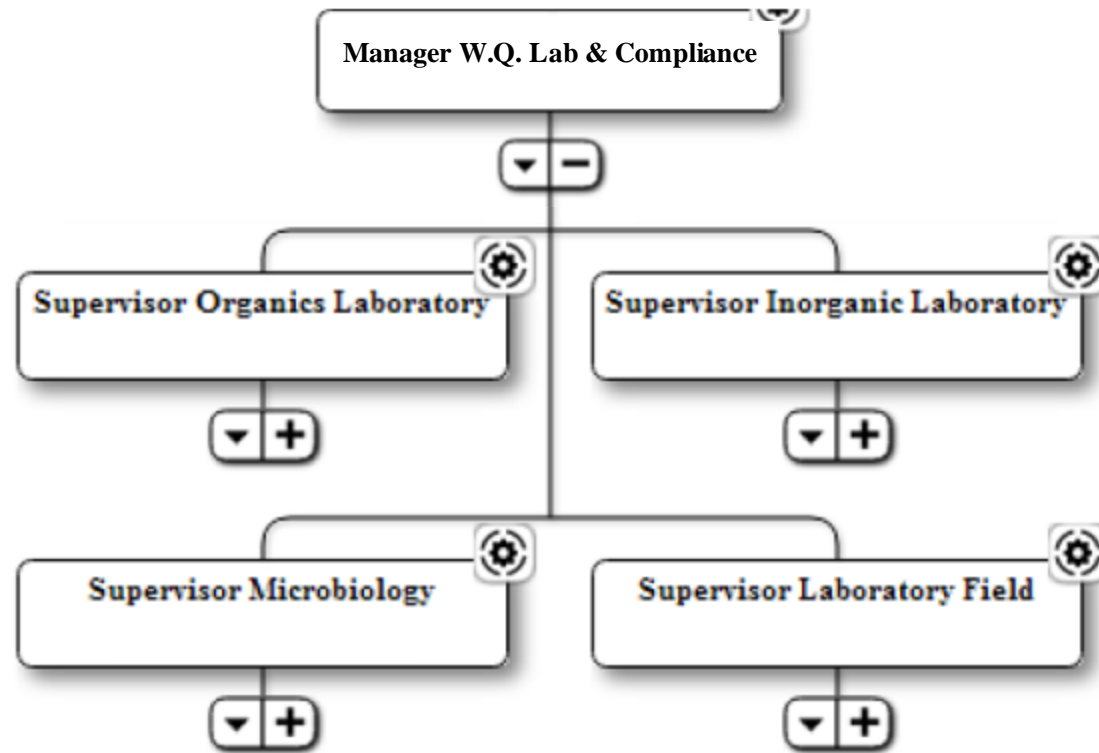 Manager W.Q. Lab & Compliance
Supervisor Organics Laboratory
Supervisor Inorganic Laboratory
Supervisor Microbiology
Supervisor Laboratory Field